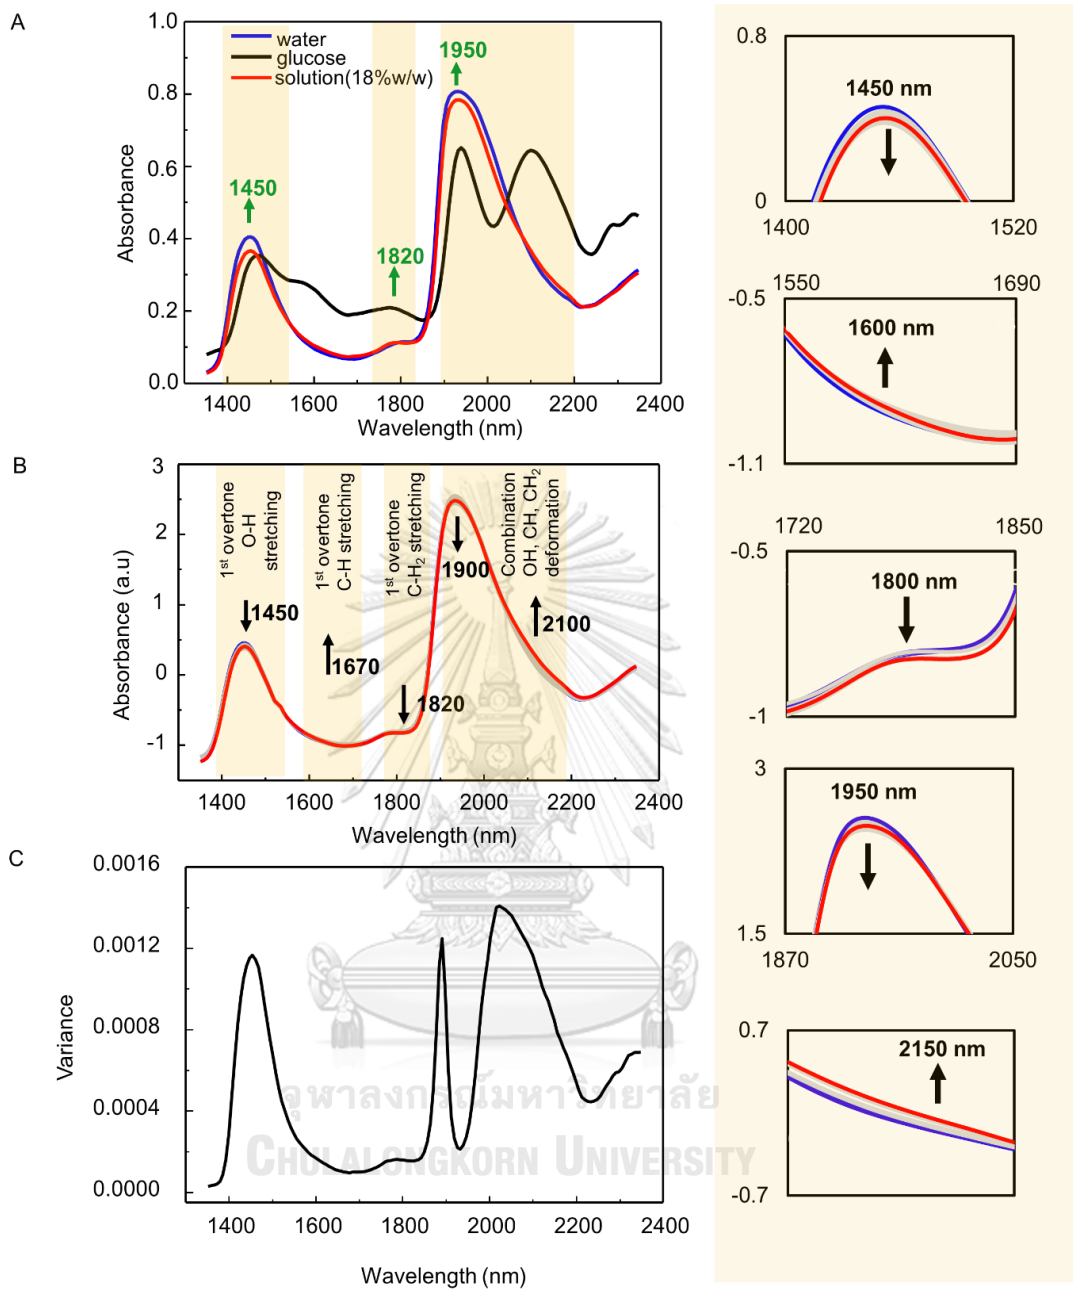 A
1.0
0.8
0.6
0.4
0.2
0.0
Absorbance
water
glucose
solution(18%w/w)
1450
1820
1950
1400
1600
1800
2000
2200
2400
Wavelength (nm)
B
3
2
1
0
-1
Absorbance (a.u)
1st overtone
O-H
stretching
1st overtone
C-H stretching
1st overtone
C-H2 stretching
Combination
OH, CH, CH2
deformation
1450
1670
1820
1900
2100
1400
1600
1800
2000
2200
2400
Wavelength (nm)
C
0.0016
0.0012
0.0008
0.0004
0.0000
Variance
1400
1600
1800
2000
2200
2400
Wavelength (nm)
จุฬาลงกรณ์มหาวิทยาลัย
CHULALONGKORN UNIVERSITY
0.8
1450 nm
0
1400
1520
1550
1690
-0.5
1600 nm
-1.1
1720
1850
-0.5
1800 nm
-1
3
1950 nm
1.5
1870
2050
0.7
2150 nm
-0.7